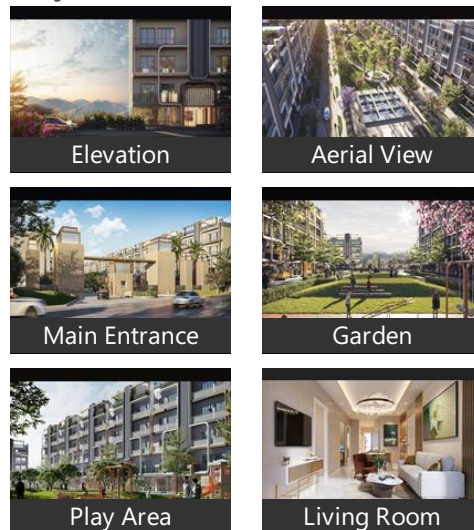 Elevation
Aerial View
Main Entrance
Garden
Play Area
Living Room